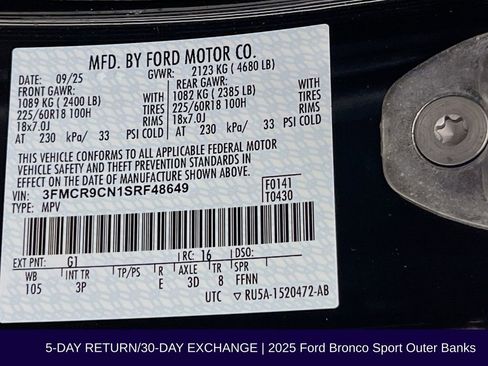 MFD. BY FORD MOTOR CO.
DATE: 09/25 GVWR: 2123 KG ( 4680 LB)
FRONT GAWR: REAR GAWR:
1089 KG ( 2400 LB) WITH 1082 KG ( 2385 LB) WITH
225/60R18 100H TIRES 225/60R18 100H TIRES
18x7.0J RIMS 18x7.0J RIMS
AT 230 kPa/ 33 PSI COLD AT 230 kPa/ 33 PSI COLD
THIS VEHICLE CONFORMS TO ALL APPLICABLE FEDERAL MOTOR
VEHICLE SAFETY AND THEFT PREVENTION STANDARDS IN
EFFECT ON THE DATE OF MANUFACTURE SHOWN ABOVE.
VIN: 3FMCR9CN1SRF48649 F0141
TYPE: MPV T0430
EXT PNT: G1 RC: 16 DSO:
WB INT TR TP/PS R AXLE TR SPR
105 3P E 3D 8 FFNN
UTC RU5A-1520472-AB
5-DAY RETURN/30-DAY EXCHANGE | 2025 Ford Bronco Sport Outer Banks